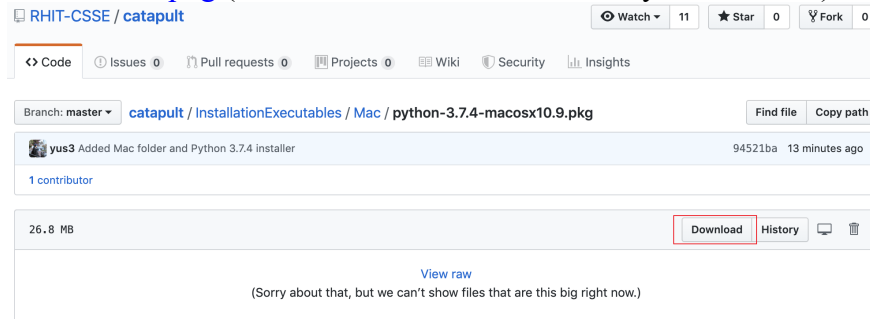 RHIT-CSSE / catapult Watch 11 Star 0 Fork 0
Code Issues 0 Pull requests 0 Projects 0 Wiki Security Insights
Branch: master catapult / InstallationExecutables / Mac / python-3.7.4-macosx10.9.pkg Find file Copy path
yus3 Added Mac folder and Python 3.7.4 installer 94521ba 13 minutes ago
1 contributor
26.8 MB Download History
View raw
(Sorry about that, but we can't show files that are this big right now.)